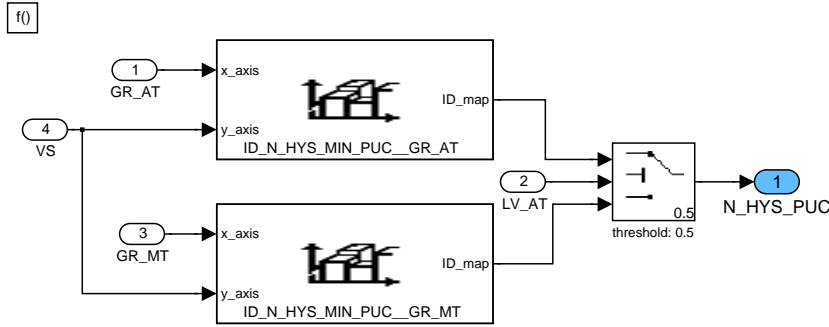 f()
1
GR_AT
x_axis
y_axis
ID_map
ID_N_HYS_MIN_PUC__GR_AT
4
VS
2
LV_AT
0.5
threshold: 0.5
1
N_HYS_PUC
3
GR_MT
x_axis
y_axis
ID_map
ID_N_HYS_MIN_PUC__GR_MT